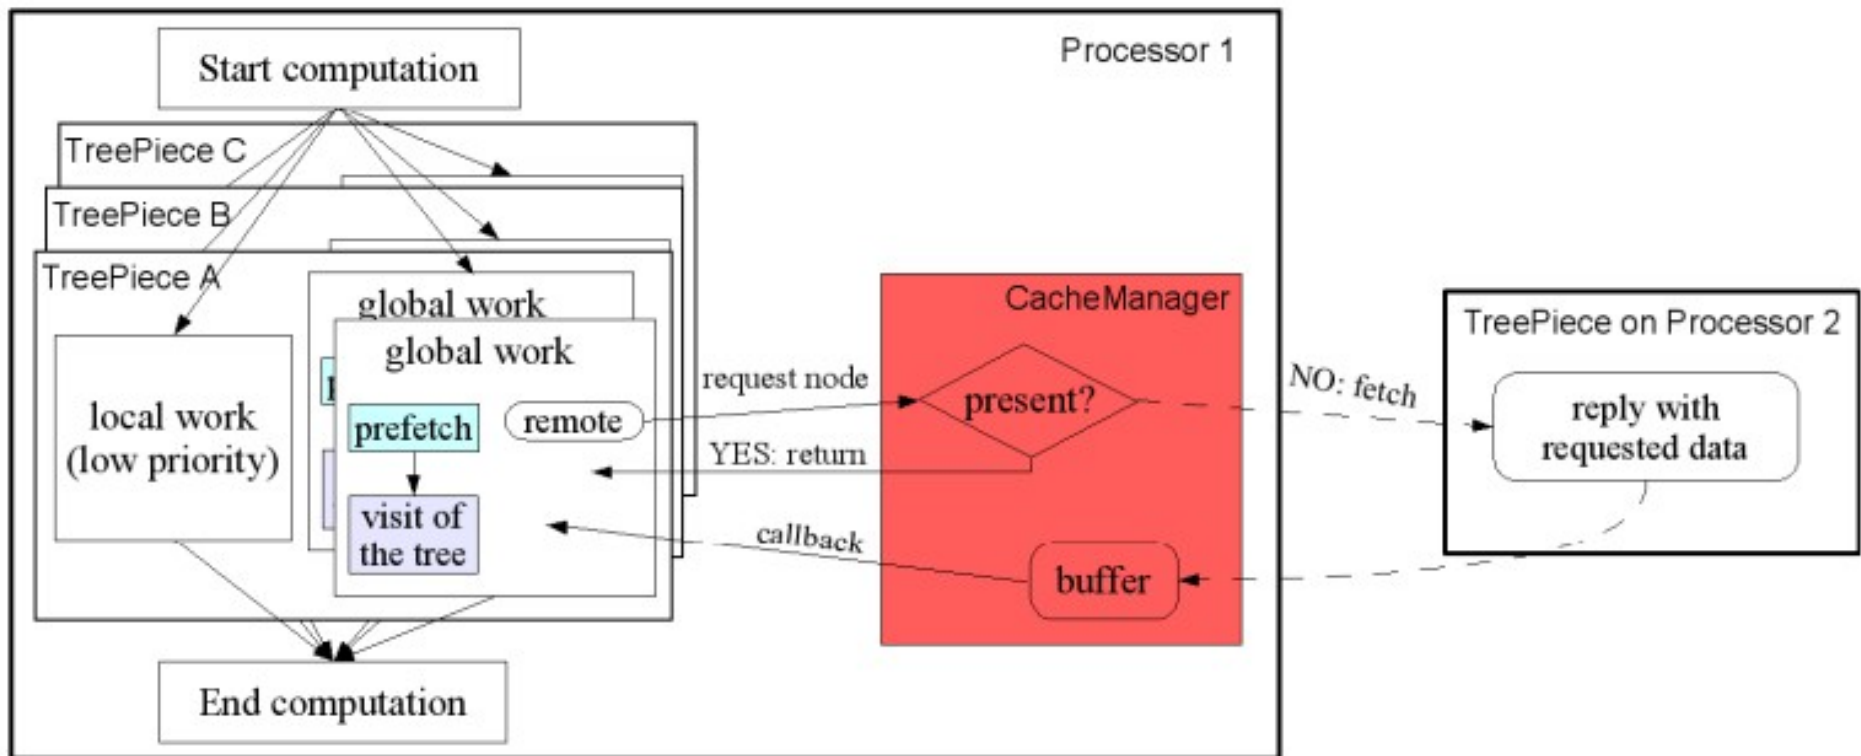 Processor 1
Start computation
TreePiece C
TreePiece B
TreePiece A
global work
global work
local work
(low priority)
prefetch
remote
visit of
the tree
request node
YES: return
callback
CacheManager
present?
buffer
NO: fetch
TreePiece on Processor 2
reply with
requested data
End computation